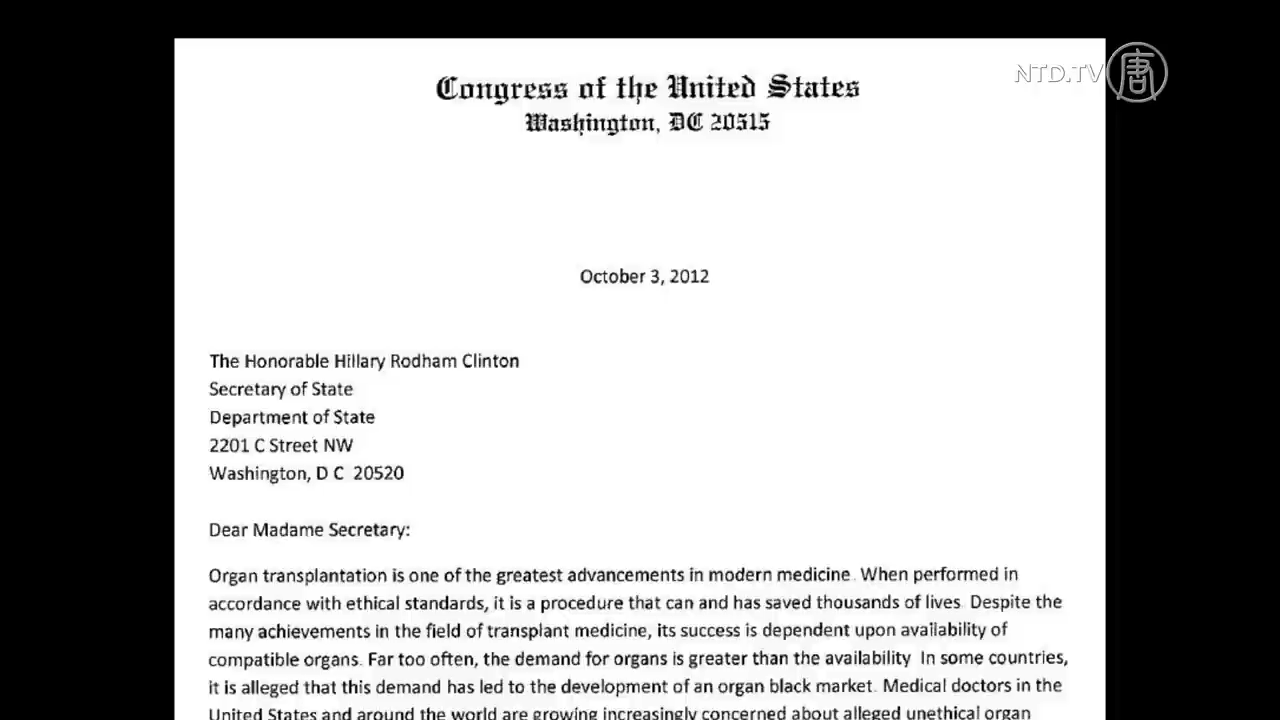 Congress of the United States
Washington, DC 20515
NTD.TV 唐
October 3, 2012
The Honorable Hillary Rodham Clinton
Secretary of State
Department of State
2201 C Street NW
Washington, D C 20520
Dear Madame Secretary:
Organ transplantation is one of the greatest advancements in modern medicine. When performed in
accordance with ethical standards, it is a procedure that can and has saved thousands of lives. Despite the
many achievements in the field of transplant medicine, its success is dependent upon availability of
compatible organs. Far too often, the demand for organs is greater than the availability In some countries,
it is alleged that this demand has led to the development of an organ black market. Medical doctors in the
United States and around the world are growing increasingly concerned about alleged unethical organ